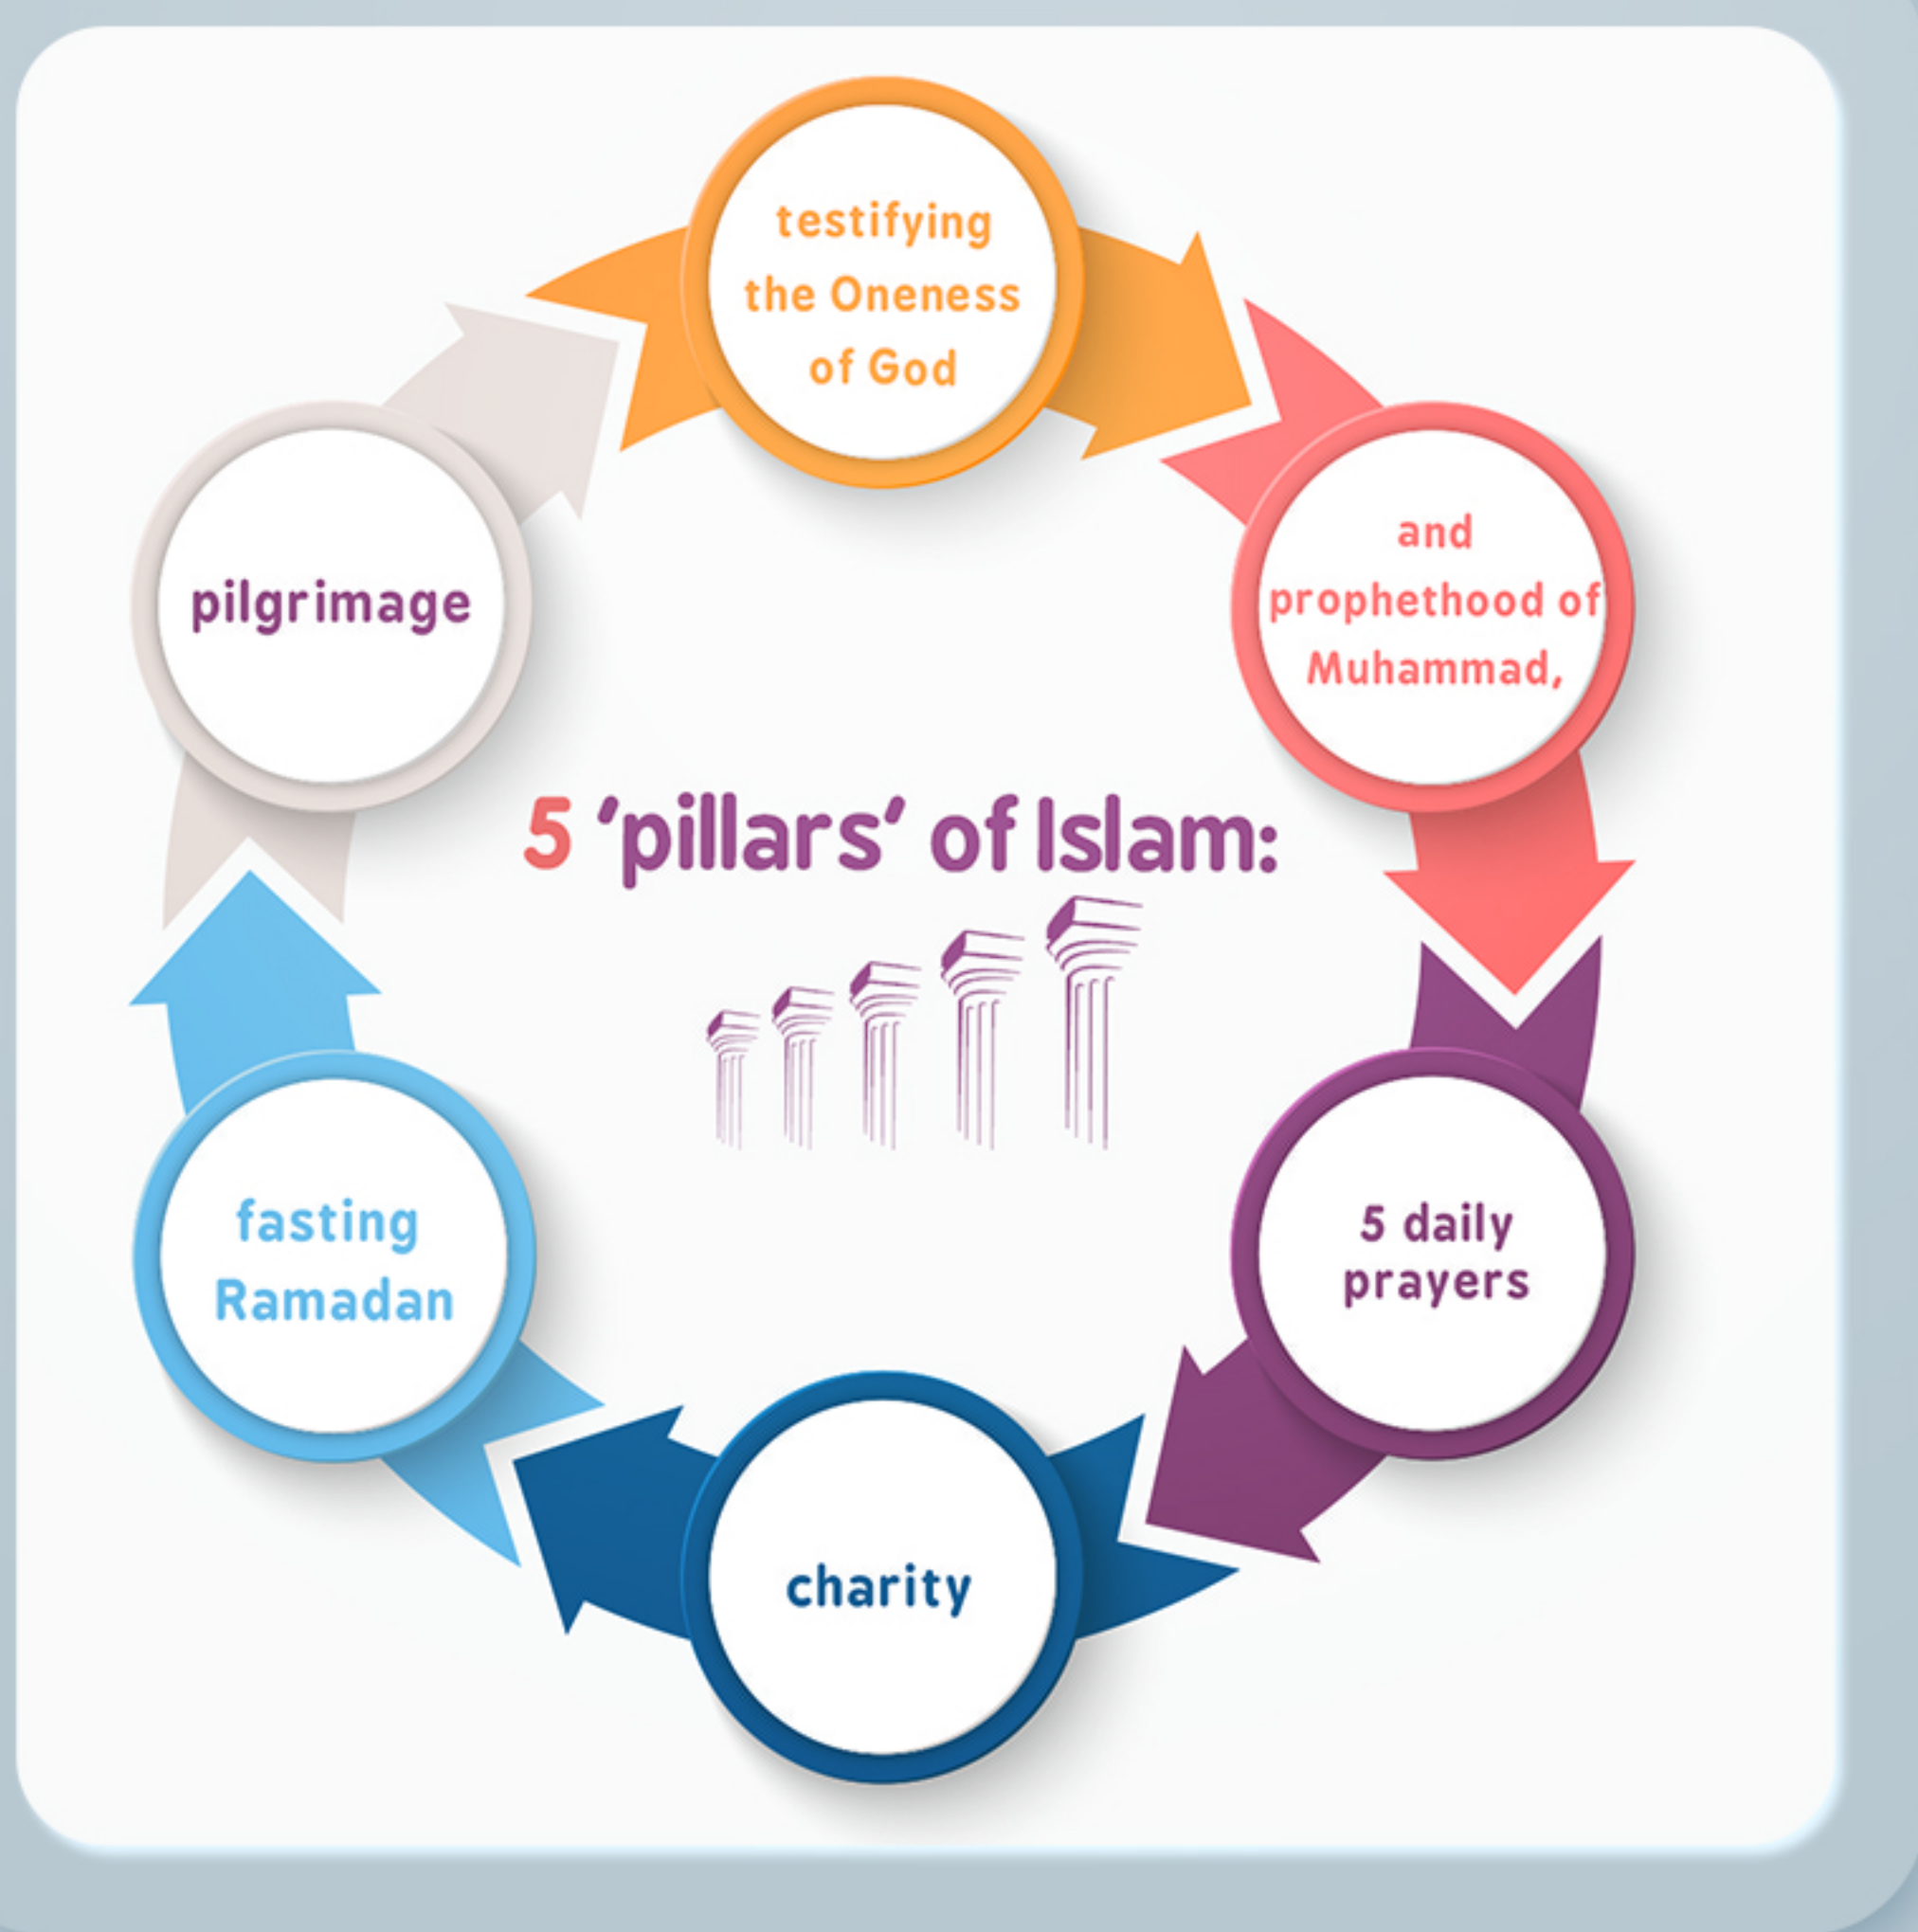 5 'pillars' of Islam:
testifying
the Oneness
of God
and
prophethood of
Muhammad,
5 daily
prayers
charity
fasting
Ramadan
pilgrimage